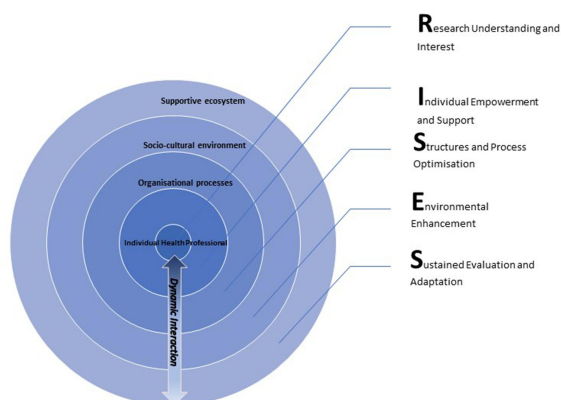 Research Understanding and
Interest
Individual Empowerment
and Support
Structures and Process
Optimisation
Environmental
Enhancement
Sustained Evaluation and
Adaptation
Supportive ecosystem
Socio-cultural environment
Organisational processes
Individual Health Professional
Dynamic Interaction